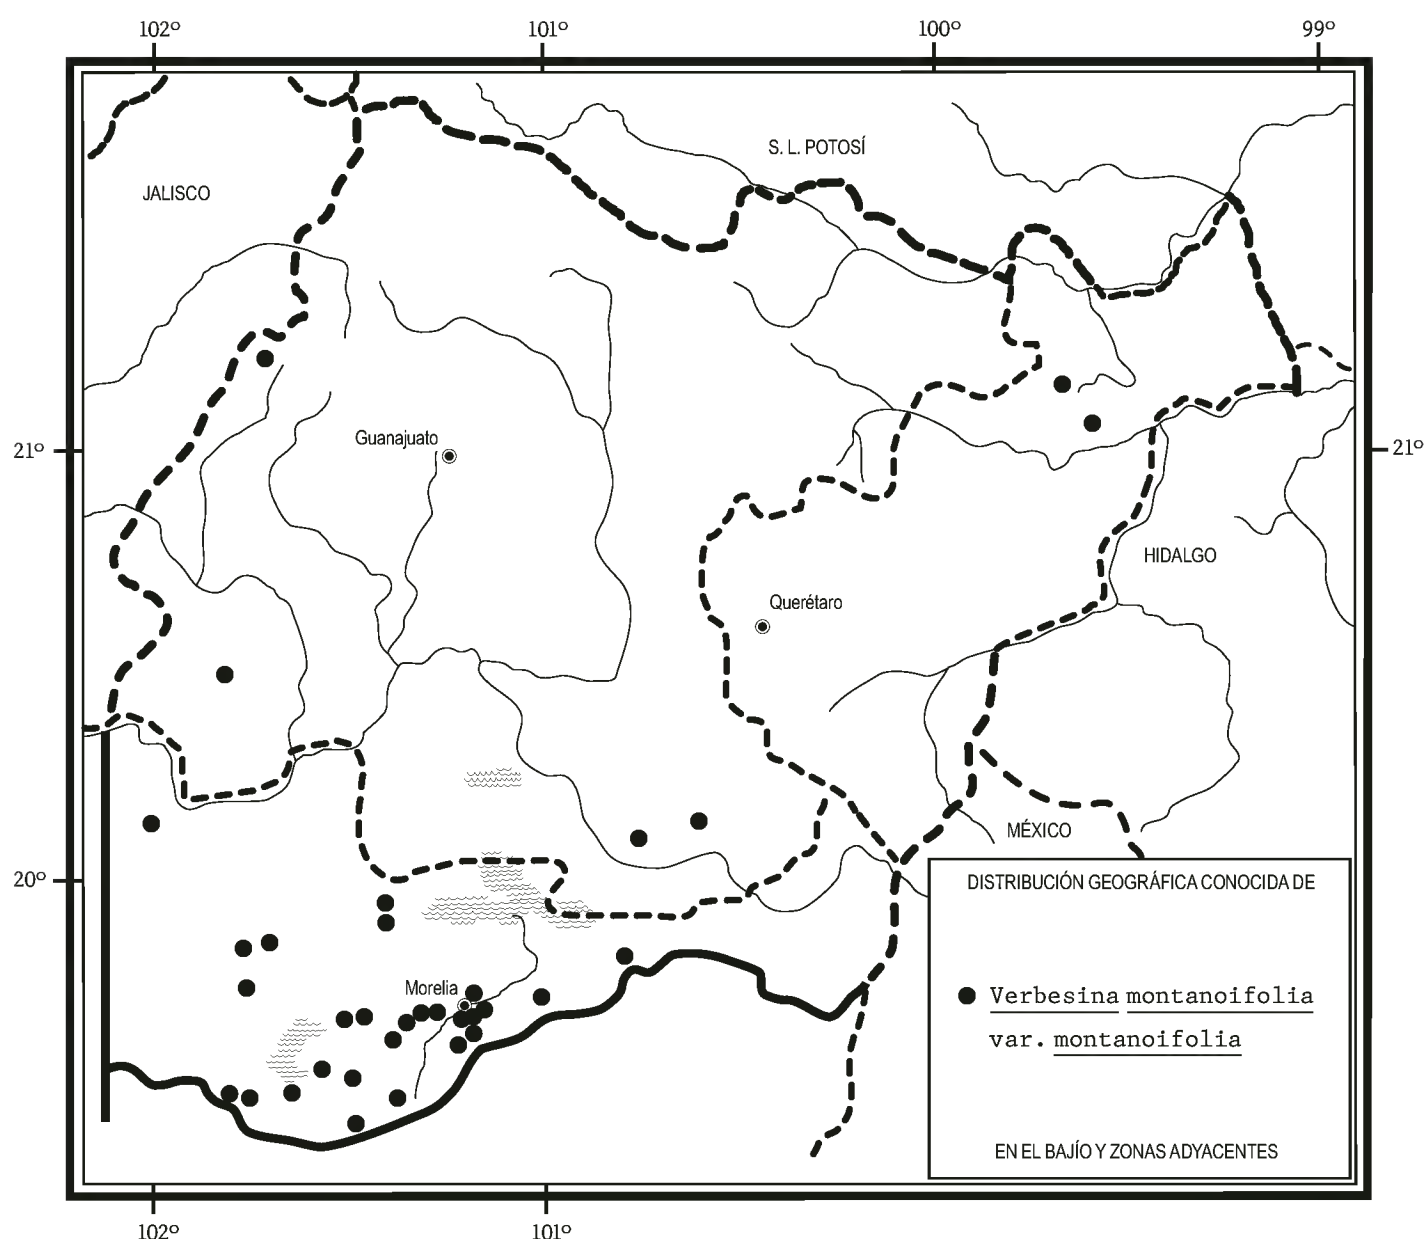 102º 101º 100º 99º
S. L. POTOSÍ
JALISCO
Guanajuato
21º 21º
HIDALGO
Querétaro
MÉXICO
20º
DISTRIBUCIÓN GEOGRÁFICA CONOCIDA DE
Morelia
Verbesina montanoifolia
var. montanoifolia
EN EL BAJÍO Y ZONAS ADYACENTES
102º 101º